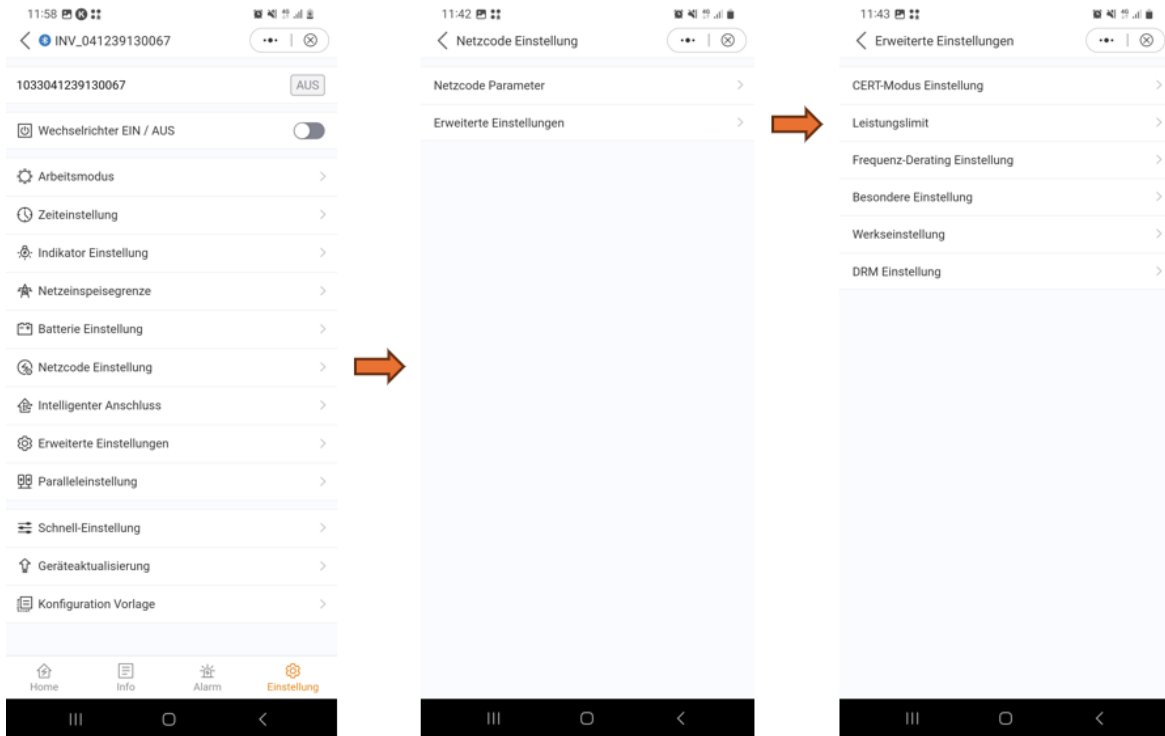 11:58
INV_041239130067
1033041239130067
AUS
Wechselrichter EIN / AUS
Arbeitsmodus
Zeiteinstellung
Indikator Einstellung
Netzeinspeisegrenze
Batterie Einstellung
Netzcode Einstellung
Intelligenter Anschluss
Erweiterte Einstellungen
Paralleleinstellung
Schnell-Einstellung
Geräteaktualisierung
Konfiguration Vorlage
Home
Info
Alarm
Einstellung
11:42
Netzcode Einstellung
Netzcode Parameter
Erweiterte Einstellungen
11:43
Erweiterte Einstellungen
CERT-Modus Einstellung
Leistungslimit
Frequenz-Derating Einstellung
Besondere Einstellung
Werkseinstellung
DRM Einstellung